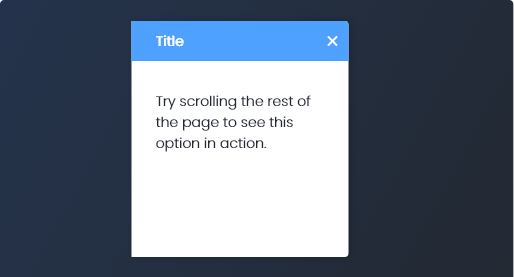 Title
Try scrolling the rest of
the page to see this
option in action.